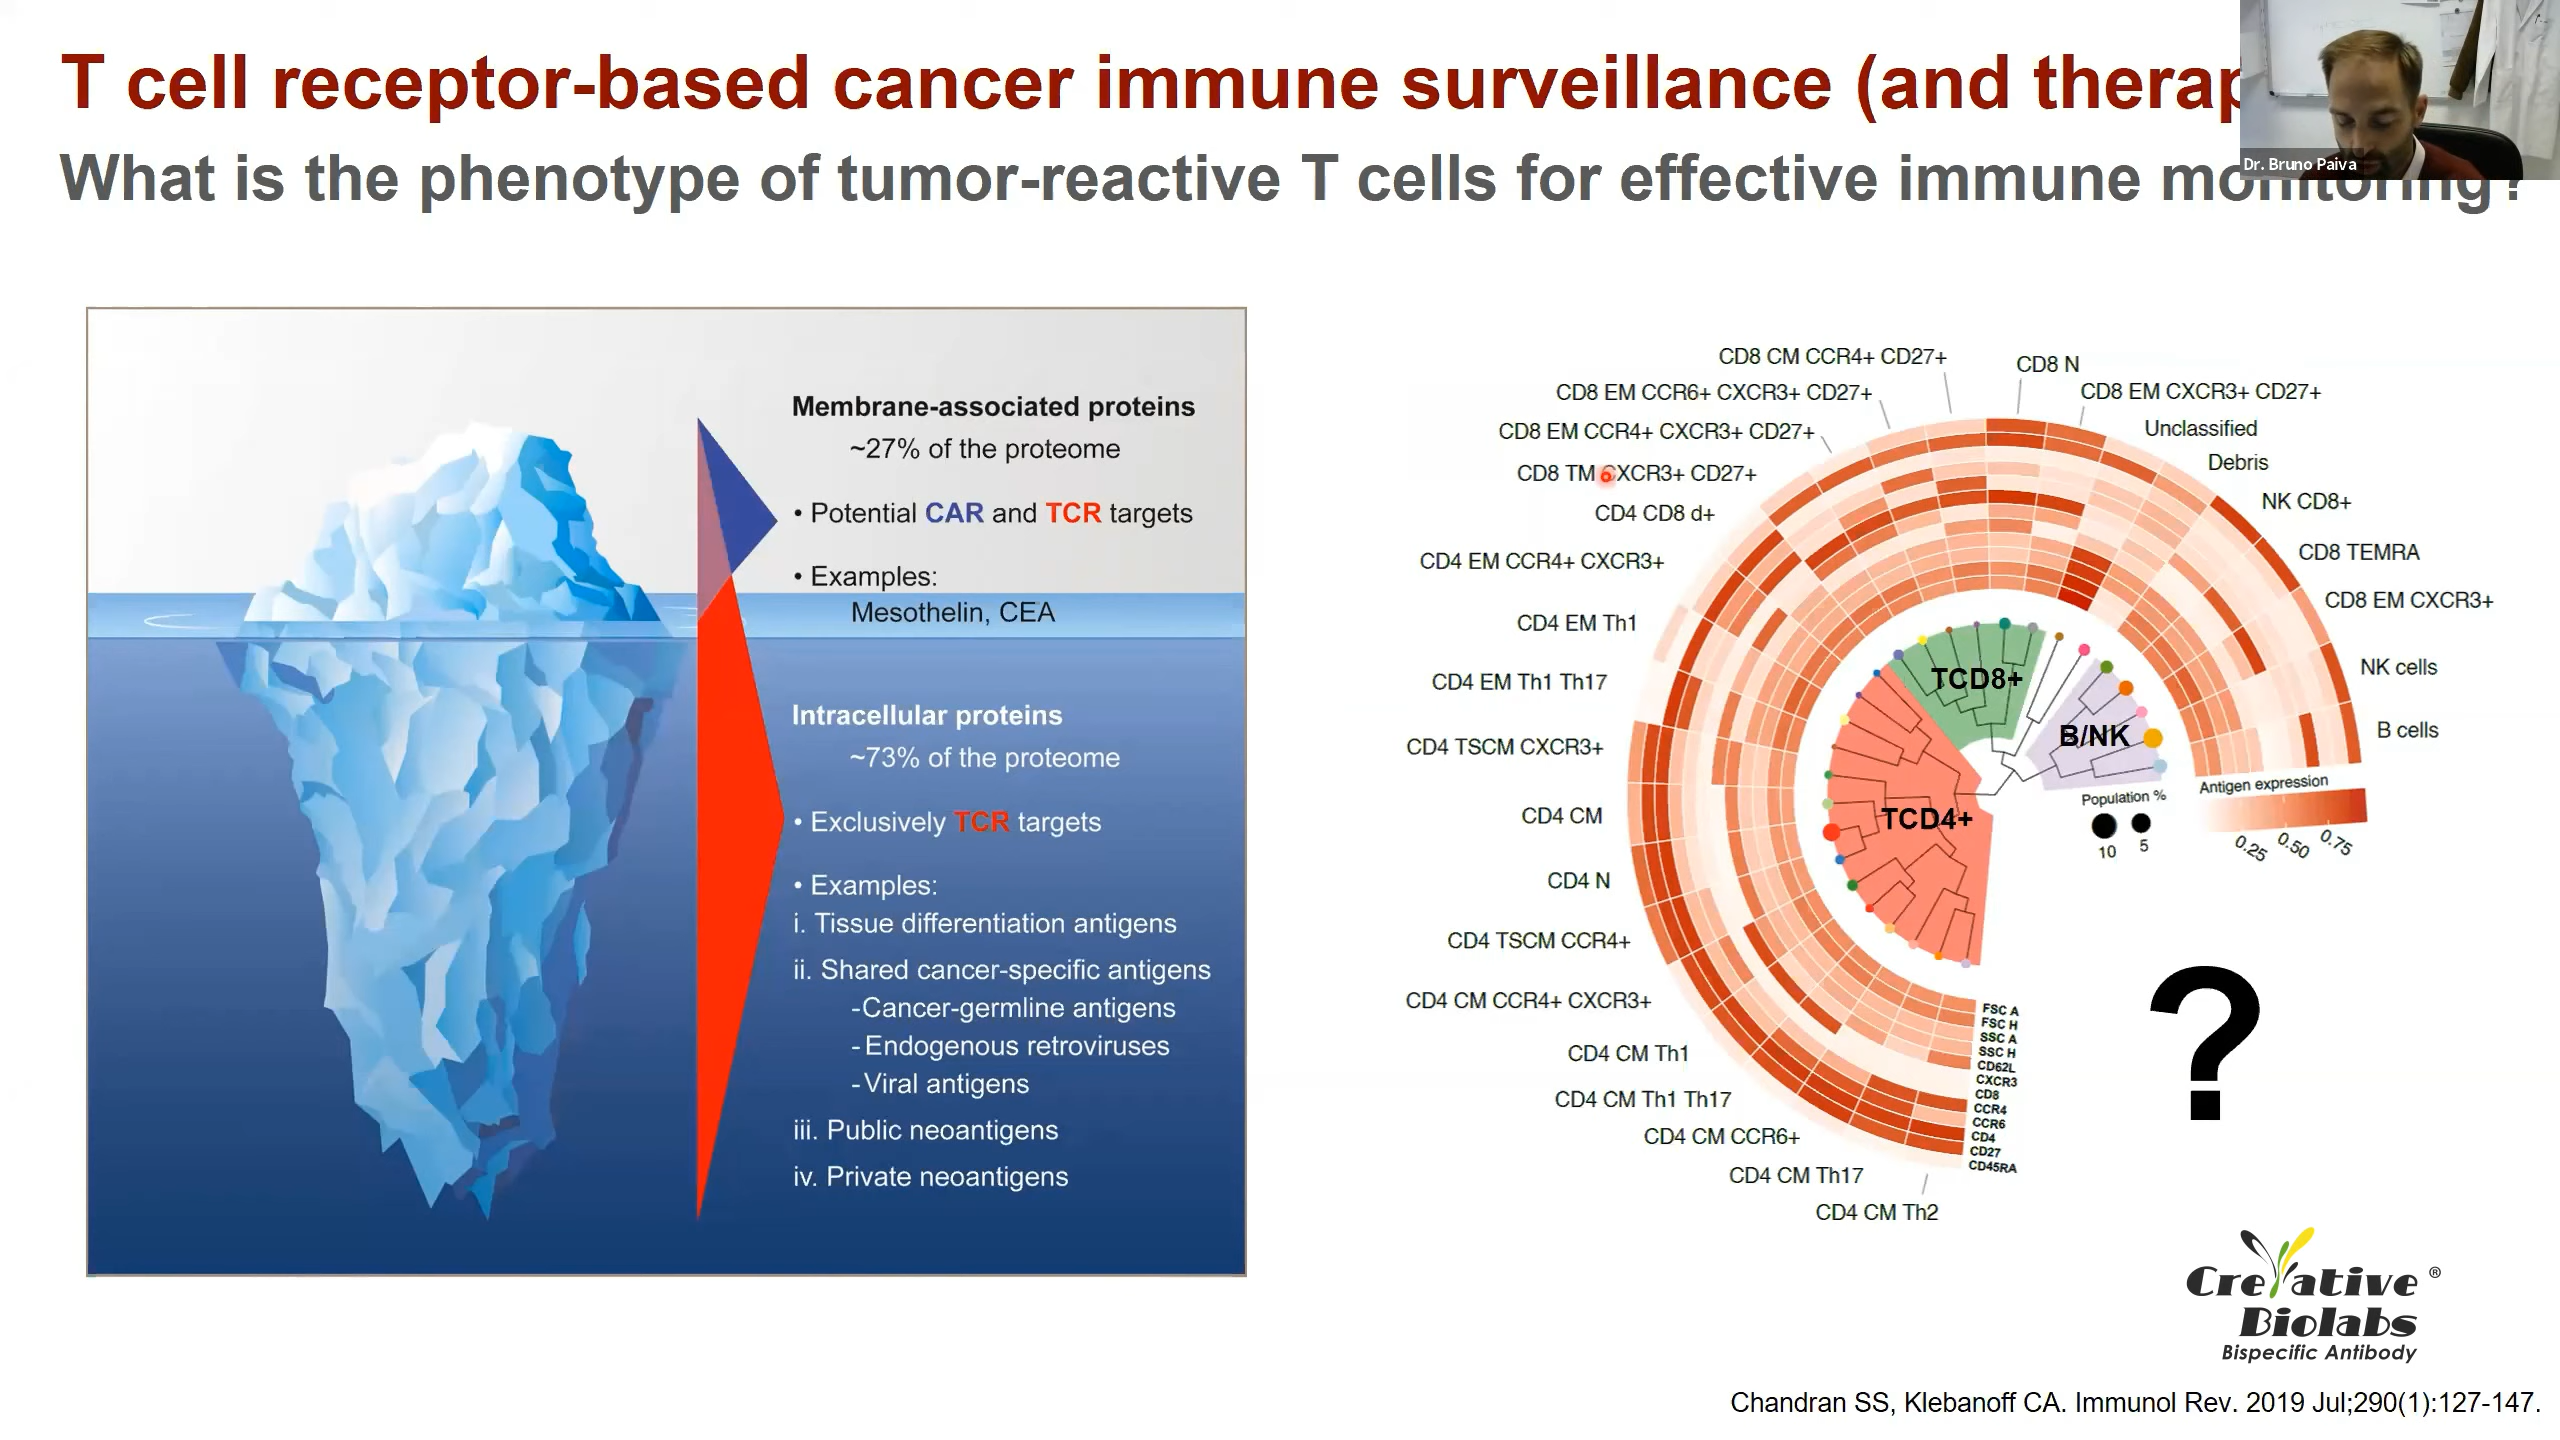 T cell receptor-based cancer immune surveillance (and therap
What is the phenotype of tumor-reactive T cells for effective immune monitoring?
Dr. Bruno Paiva
Membrane-associated proteins
~27% of the proteome
• Potential CAR and TCR targets
• Examples:
Mesothelin, CEA
Intracellular proteins
~73% of the proteome
• Exclusively TCR targets
• Examples:
i. Tissue differentiation antigens
ii. Shared cancer-specific antigens
-Cancer-germline antigens
-Endogenous retroviruses
-Viral antigens
iii. Public neoantigens
iv. Private neoantigens
CD8 CM CCR4+ CD27+
CD8 N
CD8 EM CCR6+ CXCR3+ CD27+
CD8 EM CXCR3+ CD27+
CD8 EM CCR4+ CXCR3+ CD27+
Unclassified
CD8 TM CXCR3+ CD27+
Debris
CD4 CD8 d+
NK CD8+
CD4 EM CCR4+ CXCR3+
CD8 TEMRA
CD4 EM Th1
CD8 EM CXCR3+
CD4 EM Th1 Th17
NK cells
CD4 TSCM CXCR3+
B cells
CD4 CM
CD4 N
CD4 TSCM CCR4+
CD4 CM CCR4+ CXCR3+
CD4 CM Th1
CD4 CM Th1 Th17
CD4 CM CCR6+
CD4 CM Th17
CD4 CM Th2
TCD8+
B/NK
TCD4+
Population %
10 5
Antigen expression
0.25 0.50 0.75
FSC A
FSC H
SSC A
SSC H
CD62L
CXCR3
CD8
CCR4
CCR6
CD4
CD27
CD45RA
?
Creative ®
Biolabs
Bispecific Antibody
Chandran SS, Klebanoff CA. Immunol Rev. 2019 Jul;290(1):127-147.